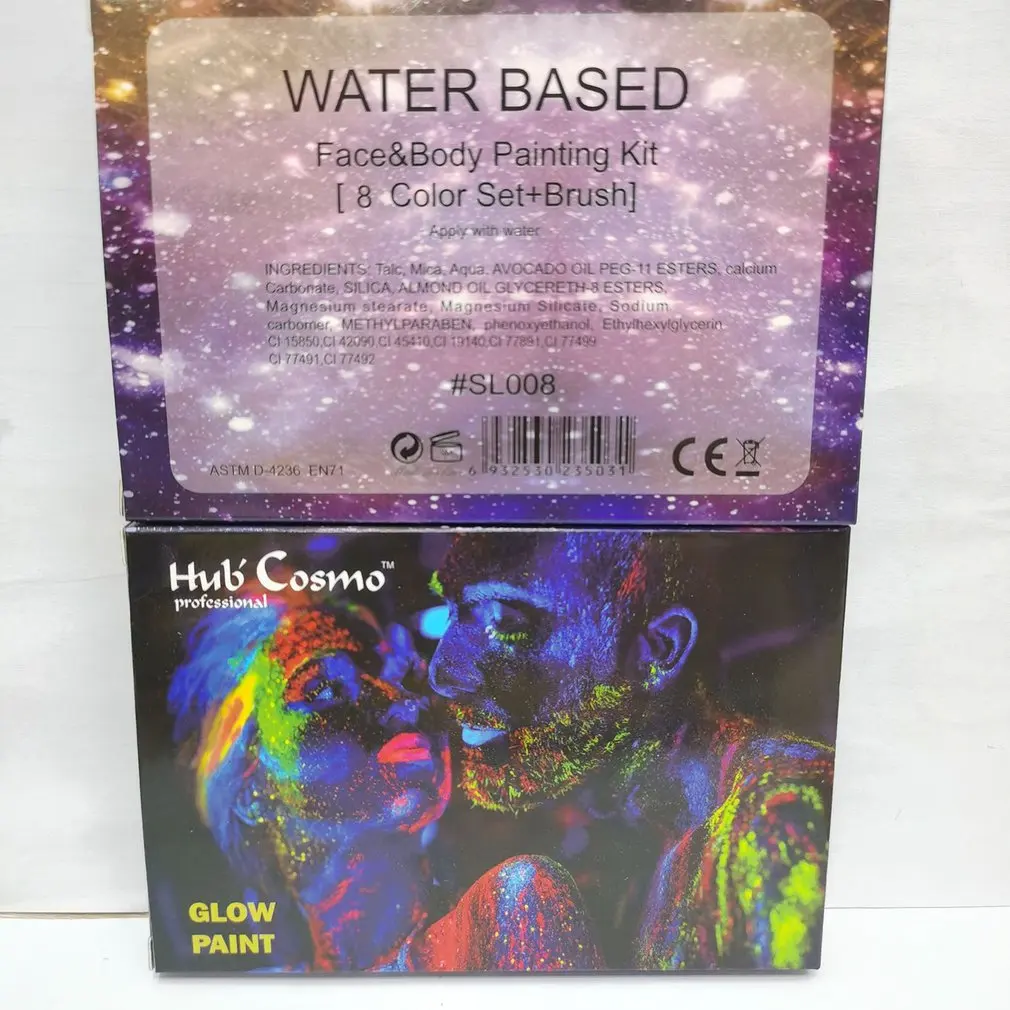 WATER BASED
Face&Body Painting Kit
[ 8 Color Set+Brush]
Apply with water
INGREDIENTS: Talc, Mica, Aqua, AVOCADO OIL PEG-11 ESTERS, calcium
Carbonate, SILICA, ALMOND OIL GLYCERETH-8 ESTERS,
Magnesium stearate, Magnesium Silicate, Sodium
carbomer, METHYLPARABEN, phenoxyethanol, Ethylhexylglycerin
CI 15850,CI 42090,CI 45410,CI 19140,CI 77891,CI 77499
CI 77491,CI 77492
#SL008
ASTM D-4236 EN71
6 932530 235031
CE
Hub Cosmo™
professional
GLOW
PAINT